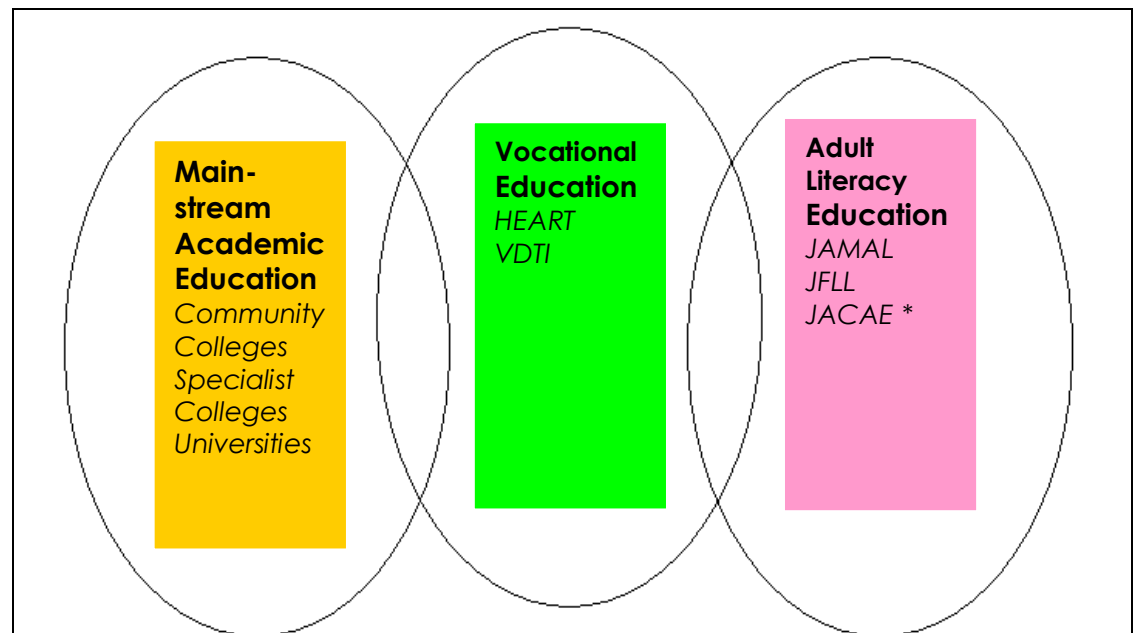 Main-
stream
Academic
Education
Community
Colleges
Specialist
Colleges
Universities
Vocational
Education
HEART
VDTI
Adult
Literacy
Education
JAMAL
JFLL
JACAE *